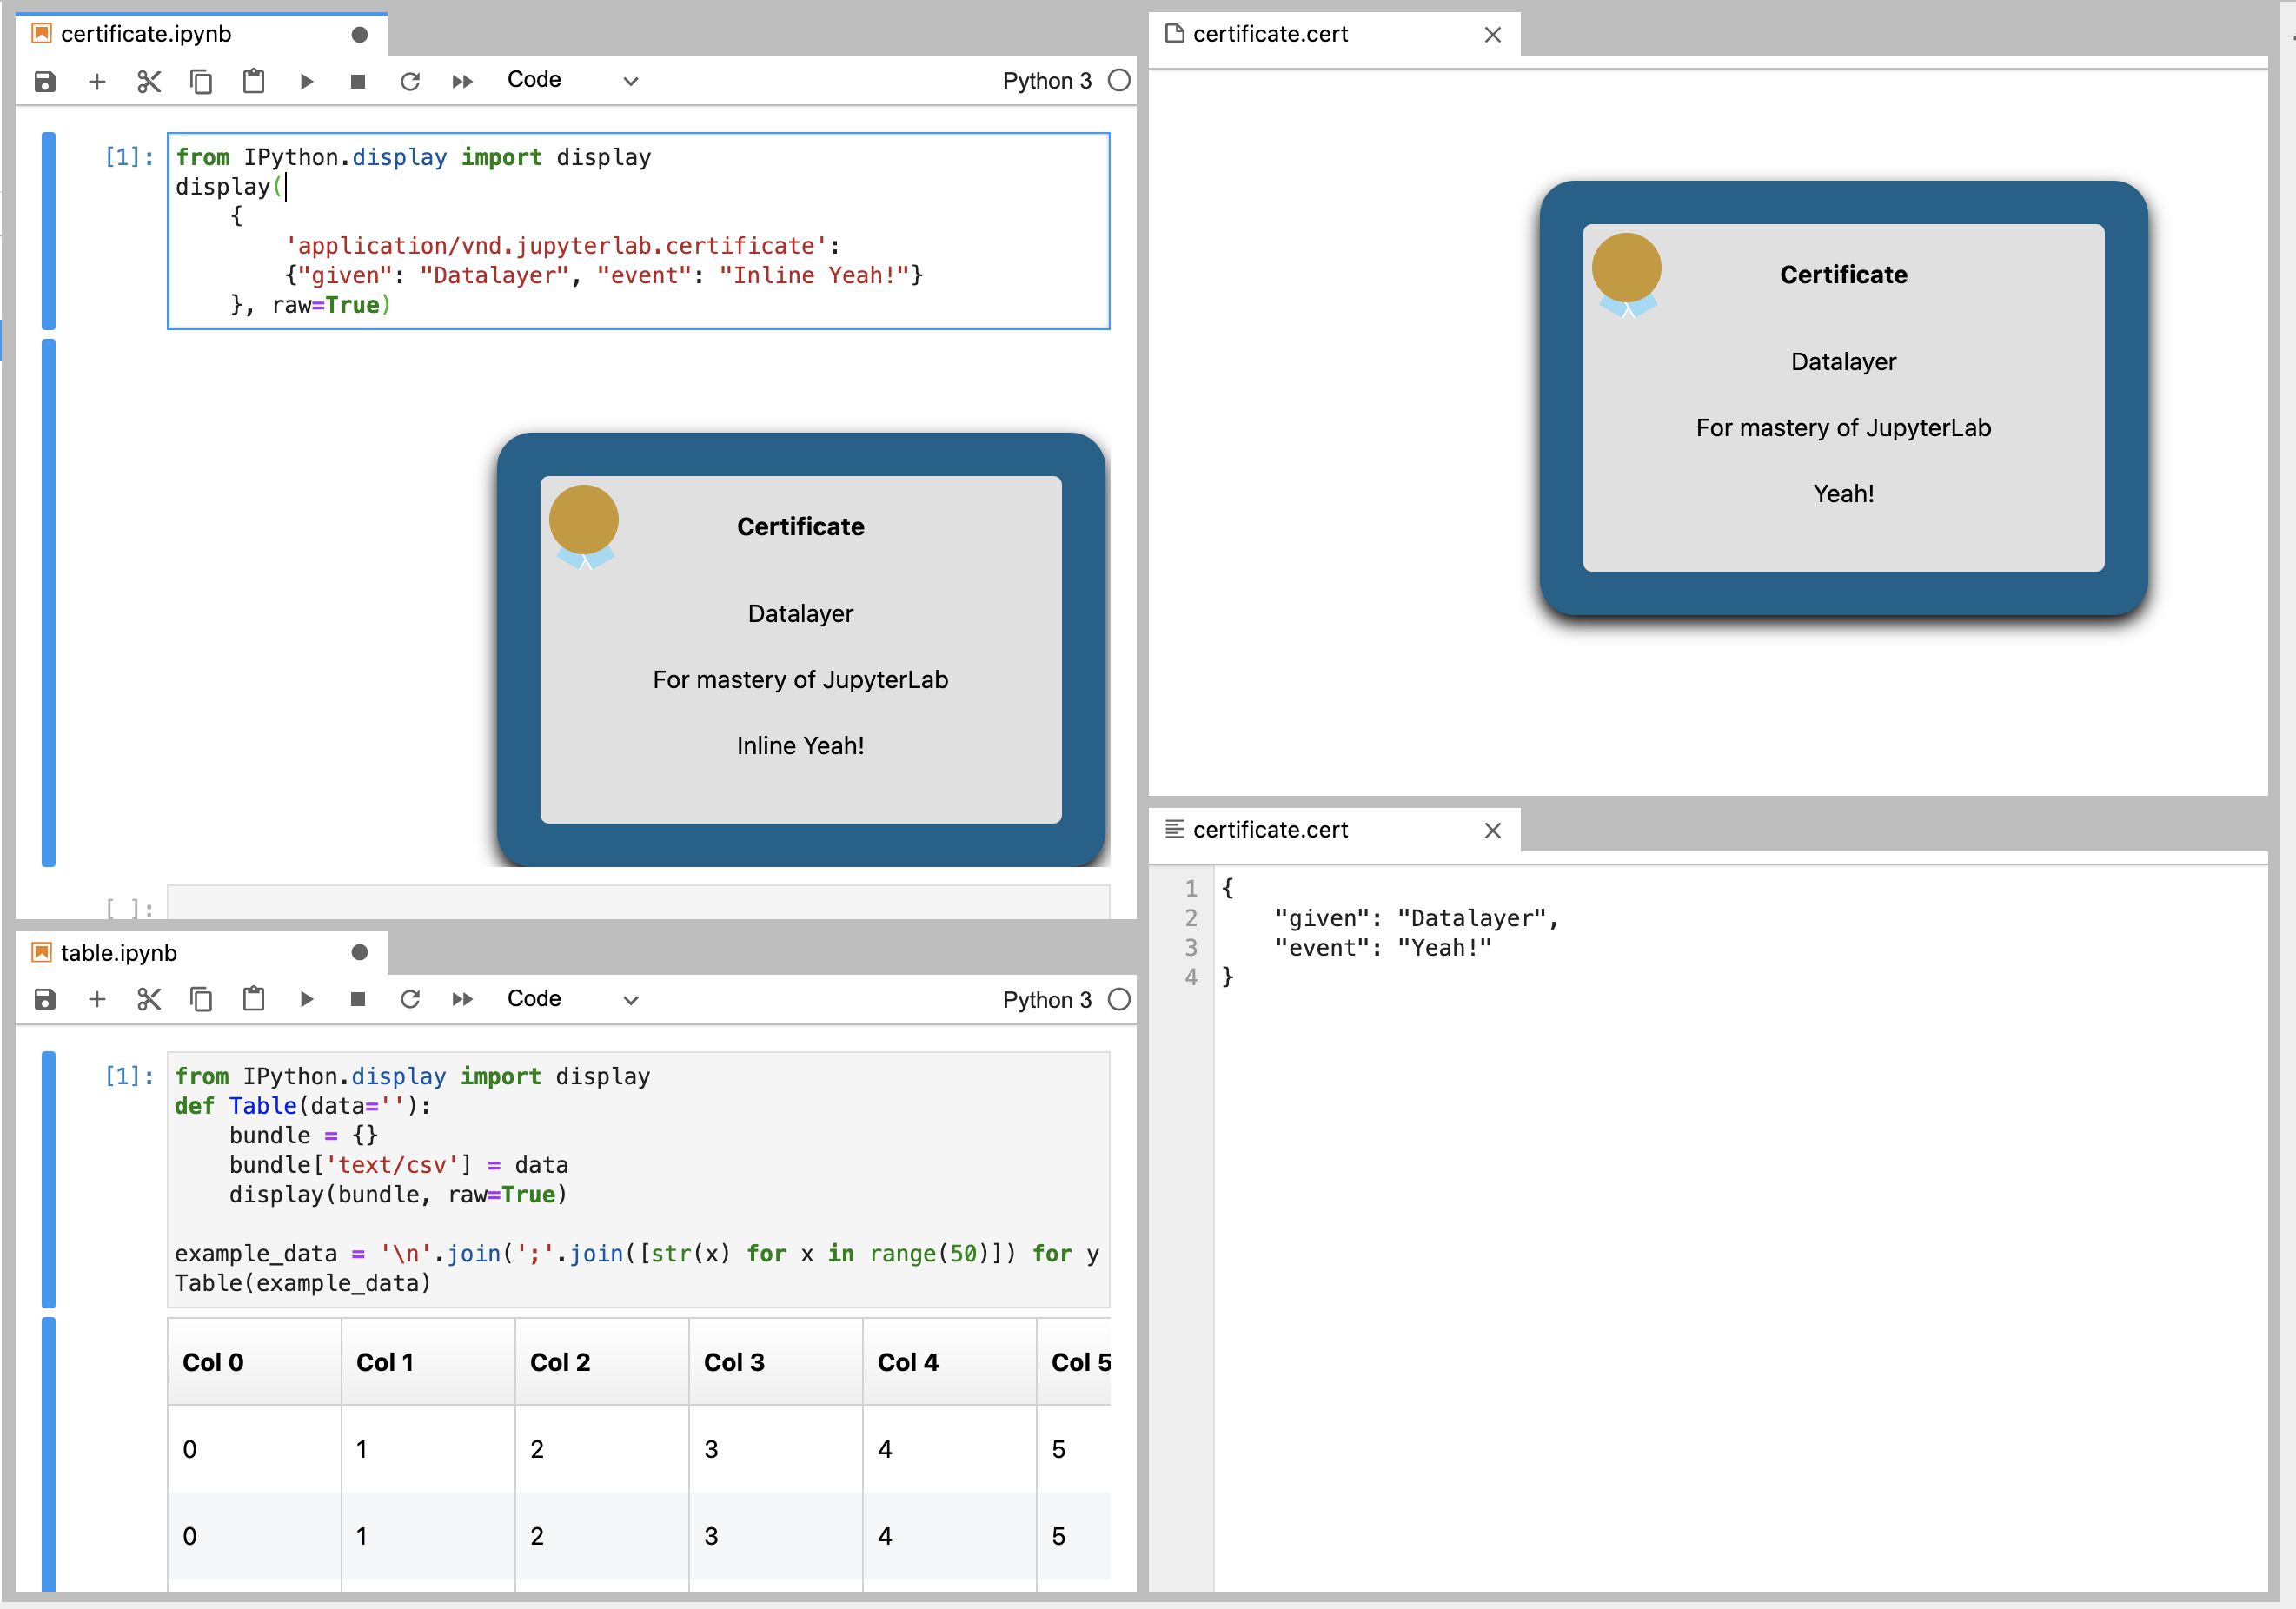 certificate.ipynb
Code
Python 3
[1]:
from IPython.display import display
display(
    {
        'application/vnd.jupyterlab.certificate':
        {"given": "Datalayer", "event": "Inline Yeah!"}
    }, raw=True)
Certificate
Datalayer
For mastery of JupyterLab
Inline Yeah!
[ ]:
table.ipynb
Code
Python 3
[1]:
from IPython.display import display
def Table(data=''):
    bundle = {}
    bundle['text/csv'] = data
    display(bundle, raw=True)
example_data = '\n'.join(';'.join([str(x) for x in range(50)]) for y
Table(example_data)
Col 0 Col 1 Col 2 Col 3 Col 4 Col 5
0 1 2 3 4 5
0 1 2 3 4 5
certificate.cert
Certificate
Datalayer
For mastery of JupyterLab
Yeah!
certificate.cert
1 {
2     "given": "Datalayer",
3     "event": "Yeah!"
4 }